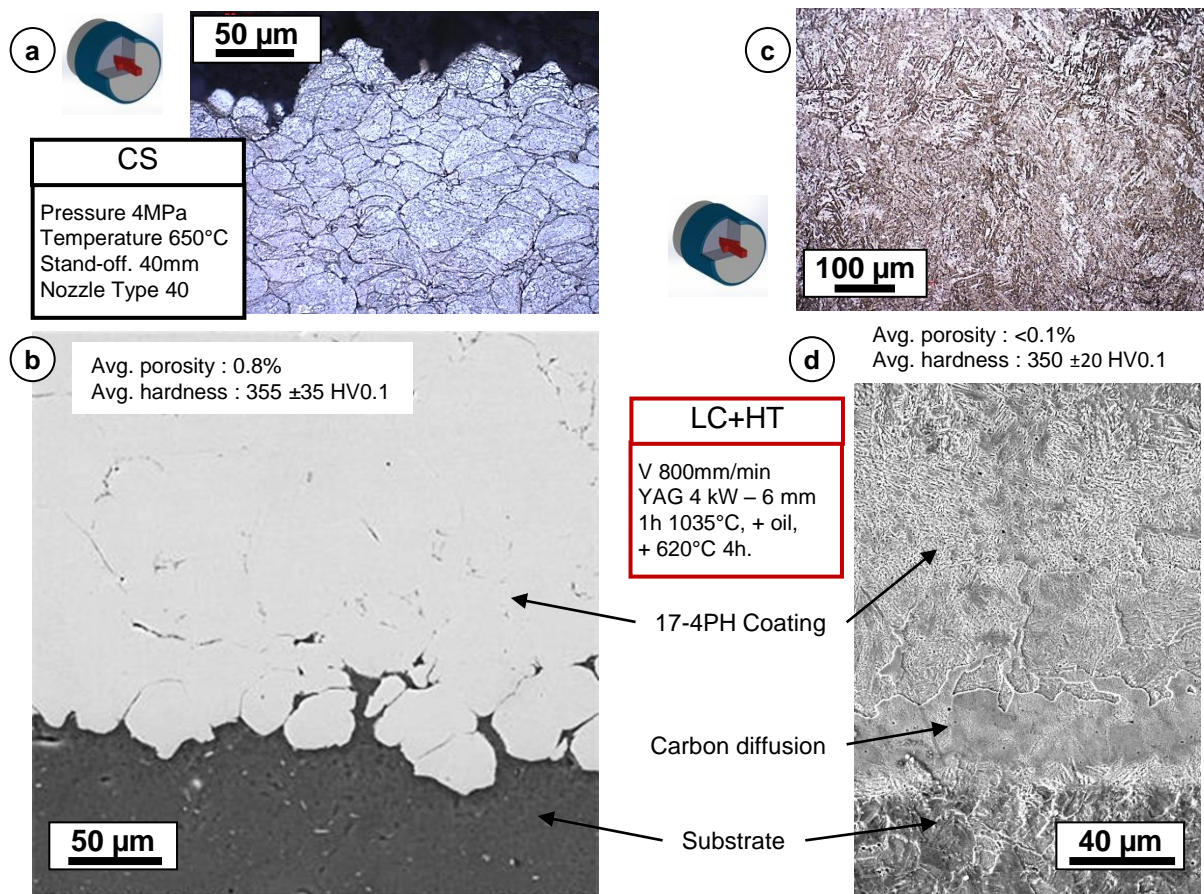 a
50 µm
CS
Pressure 4MPa
Temperature 650°C
Stand-off. 40mm
Nozzle Type 40
c
100 µm
b
Avg. porosity : 0.8%
Avg. hardness : 355 ±35 HV0.1
50 µm
d
Avg. porosity : <0.1%
Avg. hardness : 350 ±20 HV0.1
LC+HT
V 800mm/min
YAG 4 kW – 6 mm
1h 1035°C, + oil,
+ 620°C 4h.
17-4PH Coating
Carbon diffusion
Substrate
40 µm